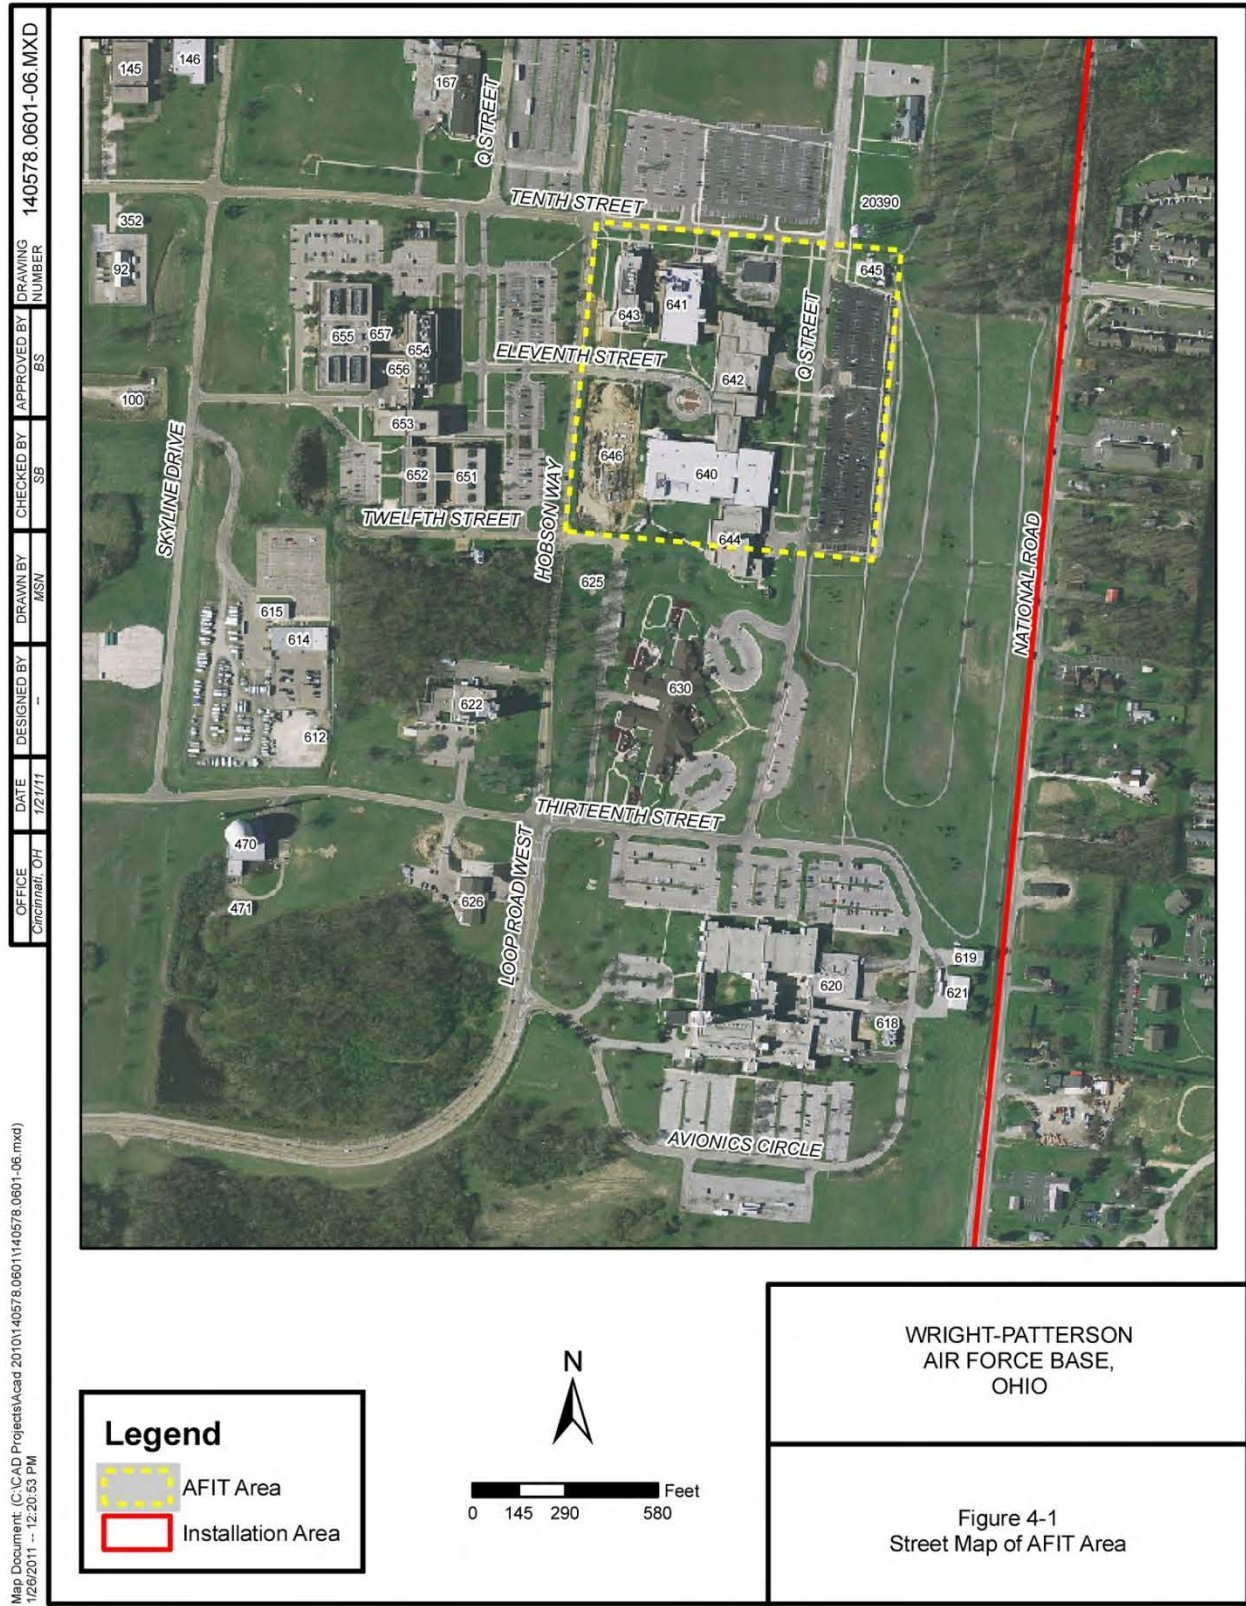 DRAWING
NUMBER
140578.0601-06.MXD
APPROVED BY
BS
CHECKED BY
SB
DRAWN BY
MSN
DESIGNED BY
--
DATE
1/21/11
OFFICE
Cincinnati, OH
Map Document: (C:\CAD Projects\Acad 2010\140578.0601\140578.0601-06.mxd)
1/26/2011 -- 12:20:53 PM
145
146
167
Q STREET
TENTH STREET
20390
352
92
645
643
641
655
657
654
656
ELEVENTH STREET
642
Q STREET
100
653
SKYLINE DRIVE
652
651
646
640
TWELFTH STREET
HOBSON WAY
644
NATIONAL ROAD
625
615
614
630
622
612
THIRTEENTH STREET
470
471
626
LOOP ROAD WEST
619
620
621
618
AVIONICS CIRCLE
N
Feet
0 145 290 580
Legend
AFIT Area
Installation Area
WRIGHT-PATTERSON
AIR FORCE BASE,
OHIO
Figure 4-1
Street Map of AFIT Area